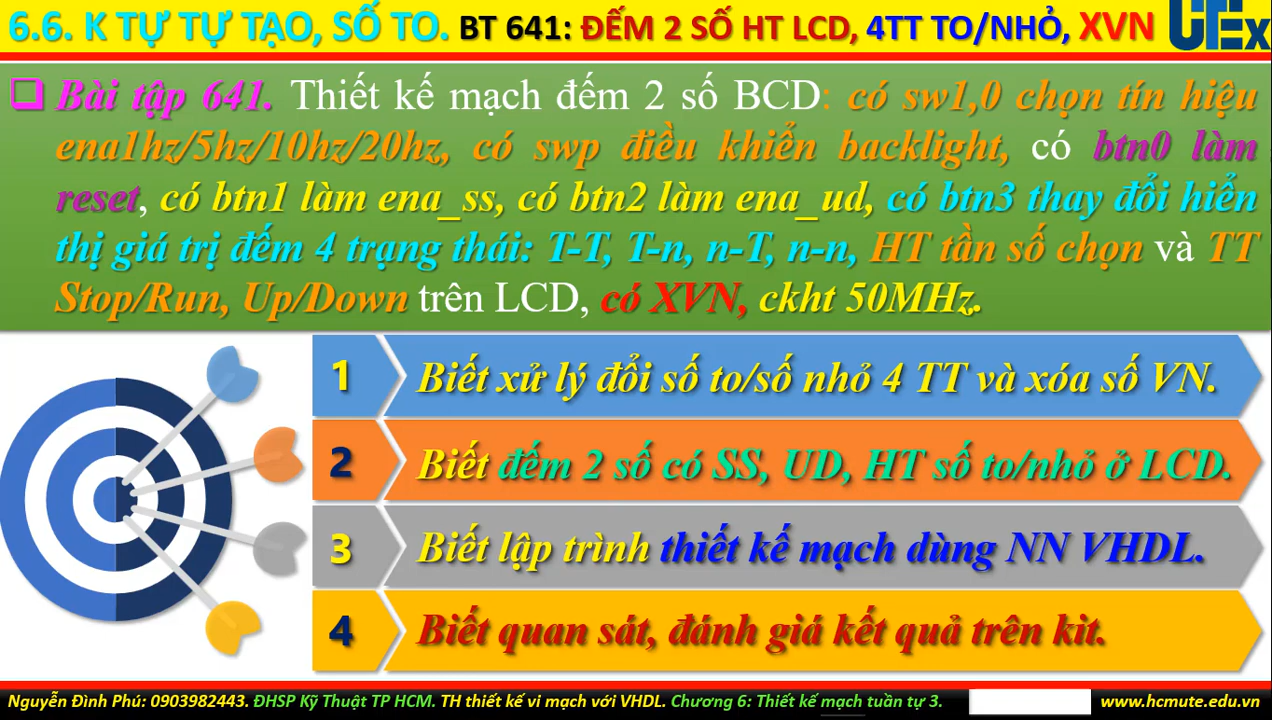 6.6. K TỰ TỰ TẠO, SỐ TO. BT 641: ĐẾM 2 SỐ HT LCD, 4TT TO/NHỎ, XVN
UTEx
Bài tập 641. Thiết kế mạch đếm 2 số BCD: có sw1,0 chọn tín hiệu
ena1hz/5hz/10hz/20hz, có swp điều khiển backlight, có btn0 làm
reset, có btn1 làm ena_ss, có btn2 làm ena_ud, có btn3 thay đổi hiển
thị giá trị đếm 4 trạng thái: T-T, T-n, n-T, n-n, HT tần số chọn và TT
Stop/Run, Up/Down trên LCD, có XVN, ckht 50MHz.
1 Biết xử lý đổi số to/số nhỏ 4 TT và xóa số VN.
2 Biết đếm 2 số có SS, UD, HT số to/nhỏ ở LCD.
3 Biết lập trình thiết kế mạch dùng NN VHDL.
4 Biết quan sát, đánh giá kết quả trên kit.
Nguyễn Đình Phú: 0903982443. ĐHSP Kỹ Thuật TP HCM. TH thiết kế vi mạch với VHDL. Chương 6: Thiết kế mạch tuần tự 3. www.hcmute.edu.vn